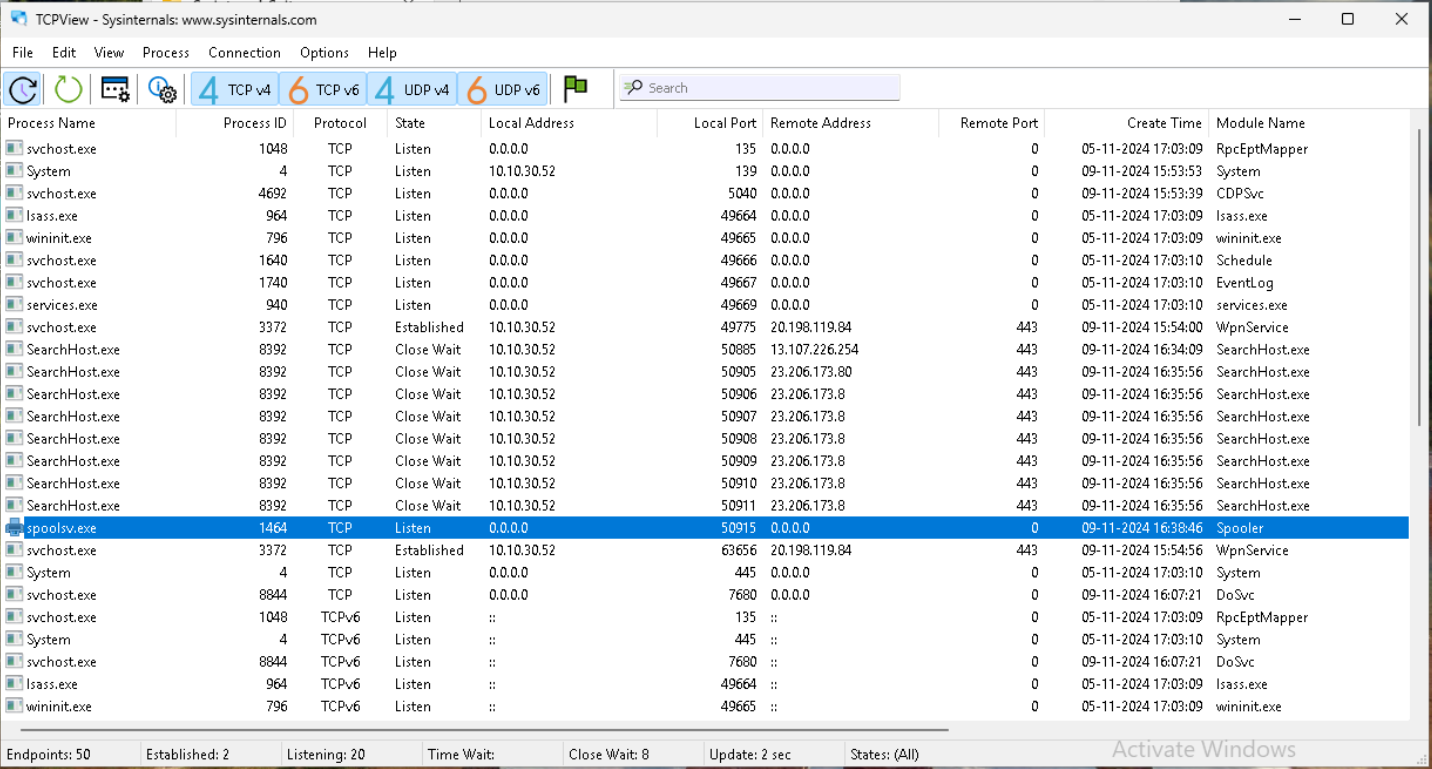 TCPView - Sysinternals: www.sysinternals.com
File Edit View Process Connection Options Help
4 TCP v4 6 TCP v6 4 UDP v4 6 UDP v6 Search
Process Name Process ID Protocol State Local Address Local Port Remote Address Remote Port Create Time Module Name
svchost.exe 1048 TCP Listen 0.0.0.0 135 0.0.0.0 0 05-11-2024 17:03:09 RpcEptMapper
System 4 TCP Listen 10.10.30.52 139 0.0.0.0 0 09-11-2024 15:53:53 System
svchost.exe 4692 TCP Listen 0.0.0.0 5040 0.0.0.0 0 09-11-2024 15:53:39 CDPSvc
lsass.exe 964 TCP Listen 0.0.0.0 49664 0.0.0.0 0 05-11-2024 17:03:09 lsass.exe
wininit.exe 796 TCP Listen 0.0.0.0 49665 0.0.0.0 0 05-11-2024 17:03:09 wininit.exe
svchost.exe 1640 TCP Listen 0.0.0.0 49666 0.0.0.0 0 05-11-2024 17:03:10 Schedule
svchost.exe 1740 TCP Listen 0.0.0.0 49667 0.0.0.0 0 05-11-2024 17:03:10 EventLog
services.exe 940 TCP Listen 0.0.0.0 49669 0.0.0.0 0 05-11-2024 17:03:10 services.exe
svchost.exe 3372 TCP Established 10.10.30.52 49775 20.198.119.84 443 09-11-2024 15:54:00 WpnService
SearchHost.exe 8392 TCP Close Wait 10.10.30.52 50885 13.107.226.254 443 09-11-2024 16:34:09 SearchHost.exe
SearchHost.exe 8392 TCP Close Wait 10.10.30.52 50905 23.206.173.80 443 09-11-2024 16:35:56 SearchHost.exe
SearchHost.exe 8392 TCP Close Wait 10.10.30.52 50906 23.206.173.8 443 09-11-2024 16:35:56 SearchHost.exe
SearchHost.exe 8392 TCP Close Wait 10.10.30.52 50907 23.206.173.8 443 09-11-2024 16:35:56 SearchHost.exe
SearchHost.exe 8392 TCP Close Wait 10.10.30.52 50908 23.206.173.8 443 09-11-2024 16:35:56 SearchHost.exe
SearchHost.exe 8392 TCP Close Wait 10.10.30.52 50909 23.206.173.8 443 09-11-2024 16:35:56 SearchHost.exe
SearchHost.exe 8392 TCP Close Wait 10.10.30.52 50910 23.206.173.8 443 09-11-2024 16:35:56 SearchHost.exe
SearchHost.exe 8392 TCP Close Wait 10.10.30.52 50911 23.206.173.8 443 09-11-2024 16:35:56 SearchHost.exe
spoolsv.exe 1464 TCP Listen 0.0.0.0 50915 0.0.0.0 0 09-11-2024 16:38:46 Spooler
svchost.exe 3372 TCP Established 10.10.30.52 63656 20.198.119.84 443 09-11-2024 15:54:56 WpnService
System 4 TCP Listen 0.0.0.0 445 0.0.0.0 0 05-11-2024 17:03:10 System
svchost.exe 8844 TCP Listen 0.0.0.0 7680 0.0.0.0 0 09-11-2024 16:07:21 DoSvc
svchost.exe 1048 TCPv6 Listen :: 135 :: 0 05-11-2024 17:03:09 RpcEptMapper
System 4 TCPv6 Listen :: 445 :: 0 05-11-2024 17:03:10 System
svchost.exe 8844 TCPv6 Listen :: 7680 :: 0 09-11-2024 16:07:21 DoSvc
lsass.exe 964 TCPv6 Listen :: 49664 :: 0 05-11-2024 17:03:09 lsass.exe
wininit.exe 796 TCPv6 Listen :: 49665 :: 0 05-11-2024 17:03:09 wininit.exe
Activate Windows
Endpoints: 50 Established: 2 Listening: 20 Time Wait: Close Wait: 8 Update: 2 sec States: (All)